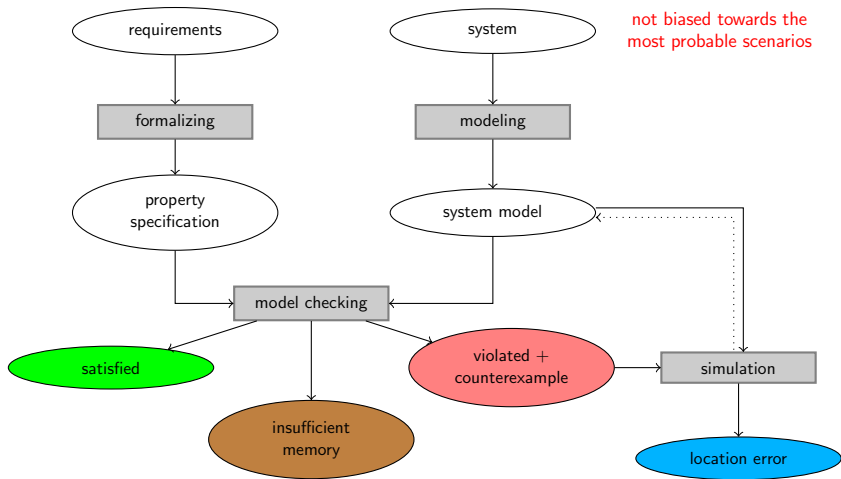 requirements
system
not biased towards the
most probable scenarios
formalizing
modeling
property
specification
system model
model checking
satisfied
violated +
counterexample
simulation
insufficient
memory
location error